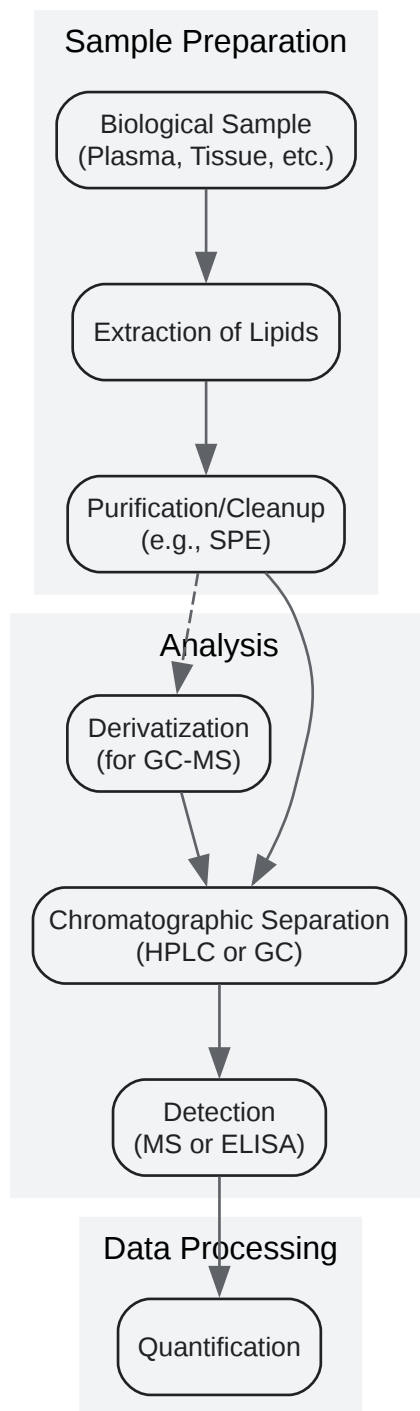 Sample Preparation
Biological Sample
(Plasma, Tissue, etc.)
Extraction of Lipids
Purification/Cleanup
(e.g., SPE)
Analysis
Derivatization
(for GC-MS)
Chromatographic Separation
(HPLC or GC)
Detection
(MS or ELISA)
Data Processing
Quantification